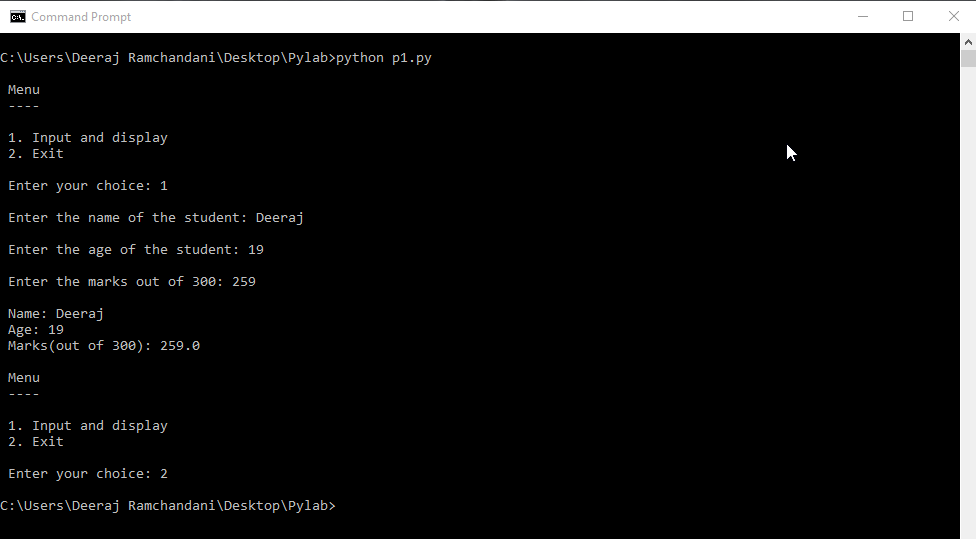 Command Prompt
C:\Users\Deeraj Ramchandani\Desktop\Pylab>python p1.py
Menu
----
1. Input and display
2. Exit
Enter your choice: 1
Enter the name of the student: Deeraj
Enter the age of the student: 19
Enter the marks out of 300: 259
Name: Deeraj
Age: 19
Marks(out of 300): 259.0
Menu
----
1. Input and display
2. Exit
Enter your choice: 2
C:\Users\Deeraj Ramchandani\Desktop\Pylab>